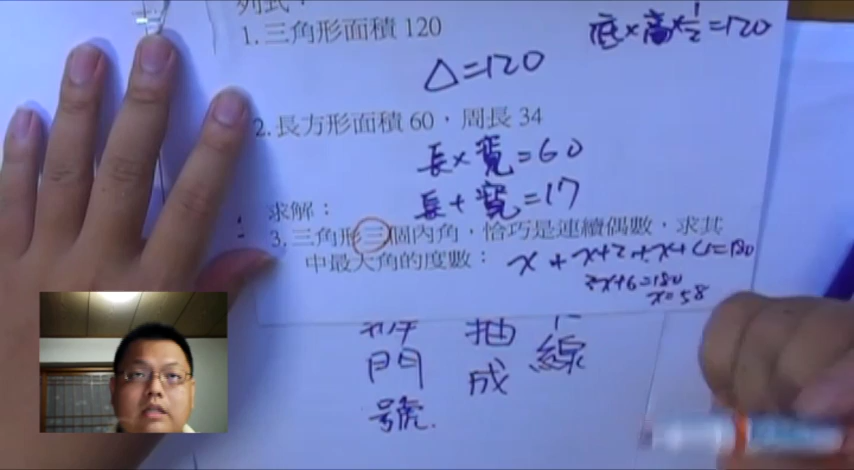 列式：
1. 三角形面積 120
底×高×1/2=120
△=120
2. 長方形面積 60，周長 34
長×寬=60
長+寬=17
求解：
3. 三角形三個內角，恰巧是連續偶數，求其
中最大角的度數：
x+x+2+x+4=180
3x+6=180
x=58
抽成
線
門號.